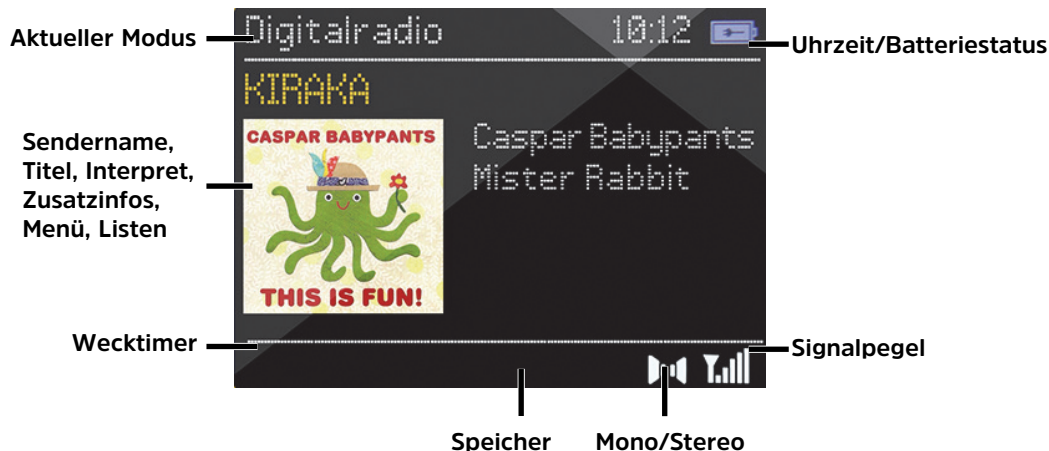 Aktueller Modus
Digitalradio 10:12
Uhrzeit/Batteriestatus
KIRAKA
Sendername,
Titel, Interpret,
Zusatzinfos,
Menü, Listen
CASPAR BABYPANTS
THIS IS FUN!
Caspar Babypants
Mister Rabbit
Wecktimer
Signalpegel
Speicher
Mono/Stereo